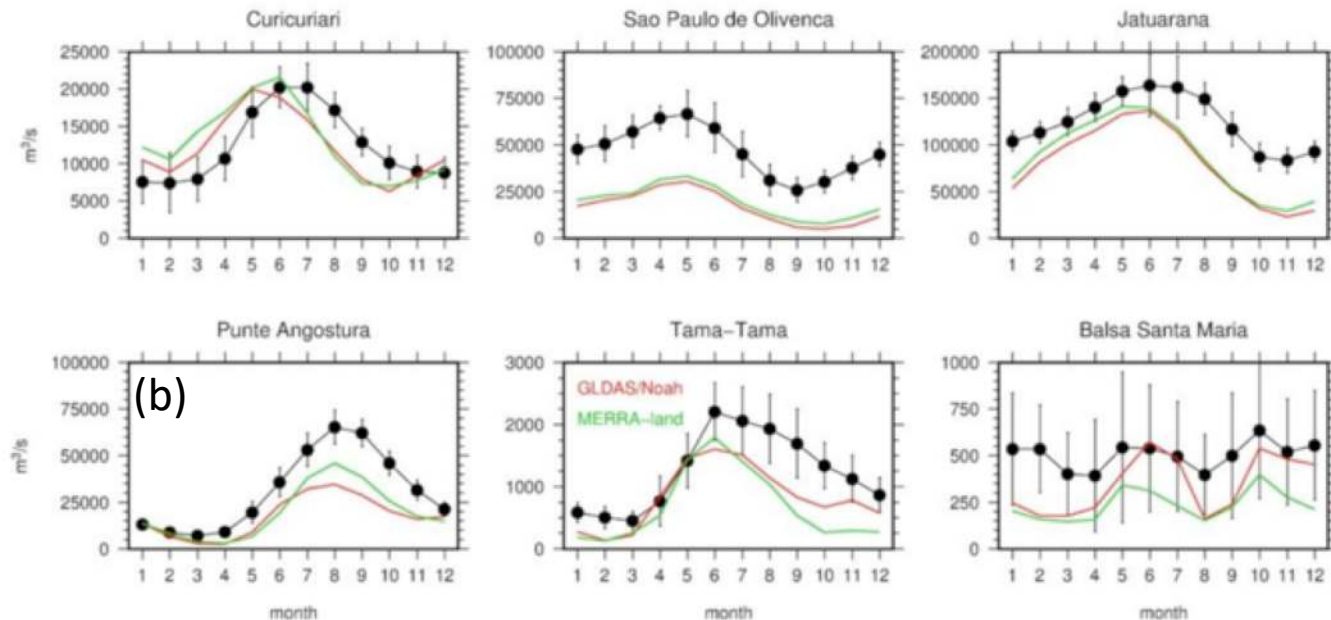 Curicuriari
Sao Paulo de Olivenca
Jatuarana
25000
20000
15000
10000
5000
0
m³/s
1 2 3 4 5 6 7 8 9 10 11 12
100000
75000
50000
25000
0
1 2 3 4 5 6 7 8 9 10 11 12
200000
150000
100000
50000
0
1 2 3 4 5 6 7 8 9 10 11 12
Punte Angostura
Tama-Tama
Balsa Santa Maria
(b)
100000
75000
50000
25000
0
m³/s
1 2 3 4 5 6 7 8 9 10 11 12
month
3000
2000
1000
0
GLDAS/Noah
MERRA-land
1 2 3 4 5 6 7 8 9 10 11 12
month
1000
750
500
250
0
1 2 3 4 5 6 7 8 9 10 11 12
month